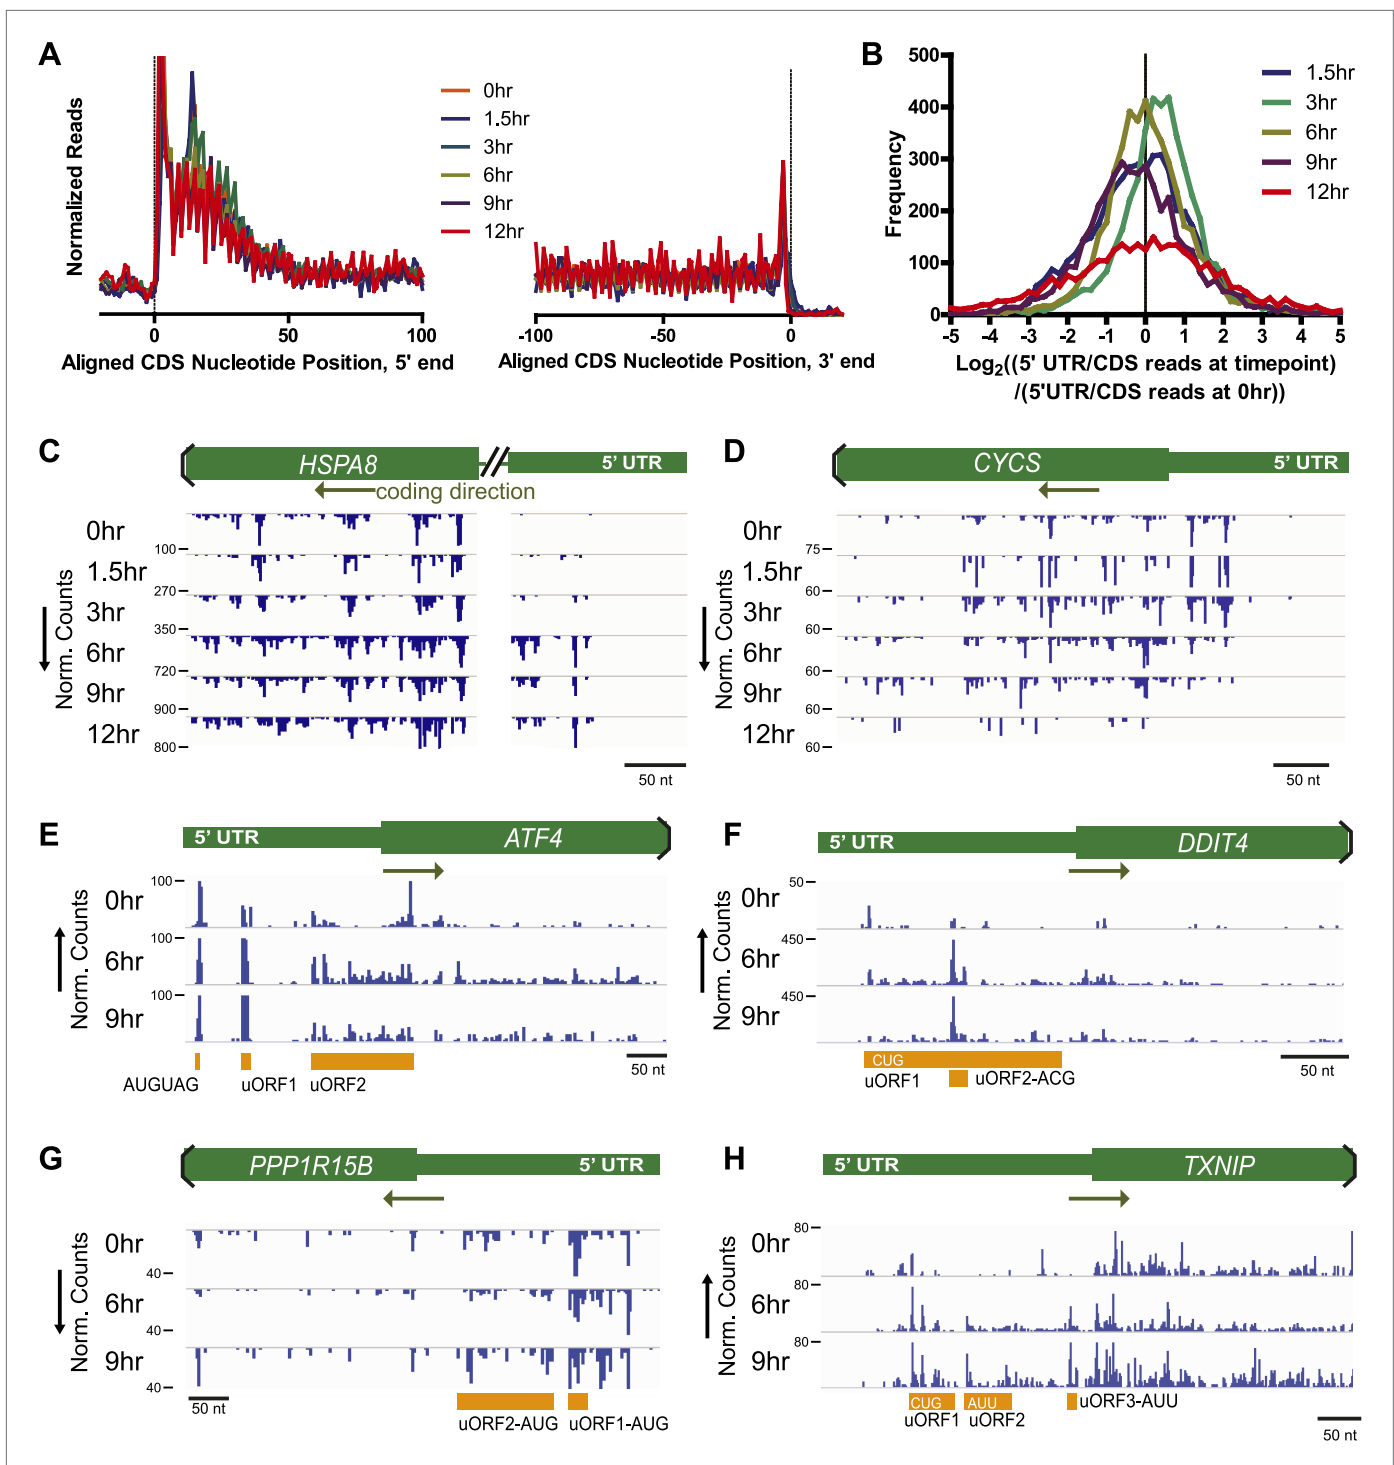 A
Normalized Reads
0hr
1.5hr
3hr
6hr
9hr
12hr
0
50
100
-100
-50
0
Aligned CDS Nucleotide Position, 5' end
Aligned CDS Nucleotide Position, 3' end
B
Frequency
500
400
300
200
100
0
1.5hr
3hr
6hr
9hr
12hr
-5 -4 -3 -2 -1 0 1 2 3 4 5
Log2((5' UTR/CDS reads at timepoint)
/(5'UTR/CDS reads at 0hr))
C
HSPA8
5' UTR
coding direction
Norm. Counts
0hr
100
1.5hr
270
3hr
350
6hr
720
9hr
900
12hr
800
50 nt
D
CYCS
5' UTR
Norm. Counts
0hr
75
1.5hr
60
3hr
60
6hr
60
9hr
60
12hr
60
50 nt
E
5' UTR
ATF4
Norm. Counts
100
0hr
100
6hr
100
9hr
50 nt
AUGUAG
uORF1
uORF2
F
5' UTR
DDIT4
Norm. Counts
50
0hr
450
6hr
450
9hr
CUG
uORF1
uORF2-ACG
50 nt
G
PPP1R15B
5' UTR
Norm. Counts
0hr
40
6hr
40
9hr
40
50 nt
uORF2-AUG
uORF1-AUG
H
5' UTR
TXNIP
Norm. Counts
80
0hr
80
6hr
80
9hr
CUG
AUU
uORF3-AUU
uORF1
uORF2
50 nt